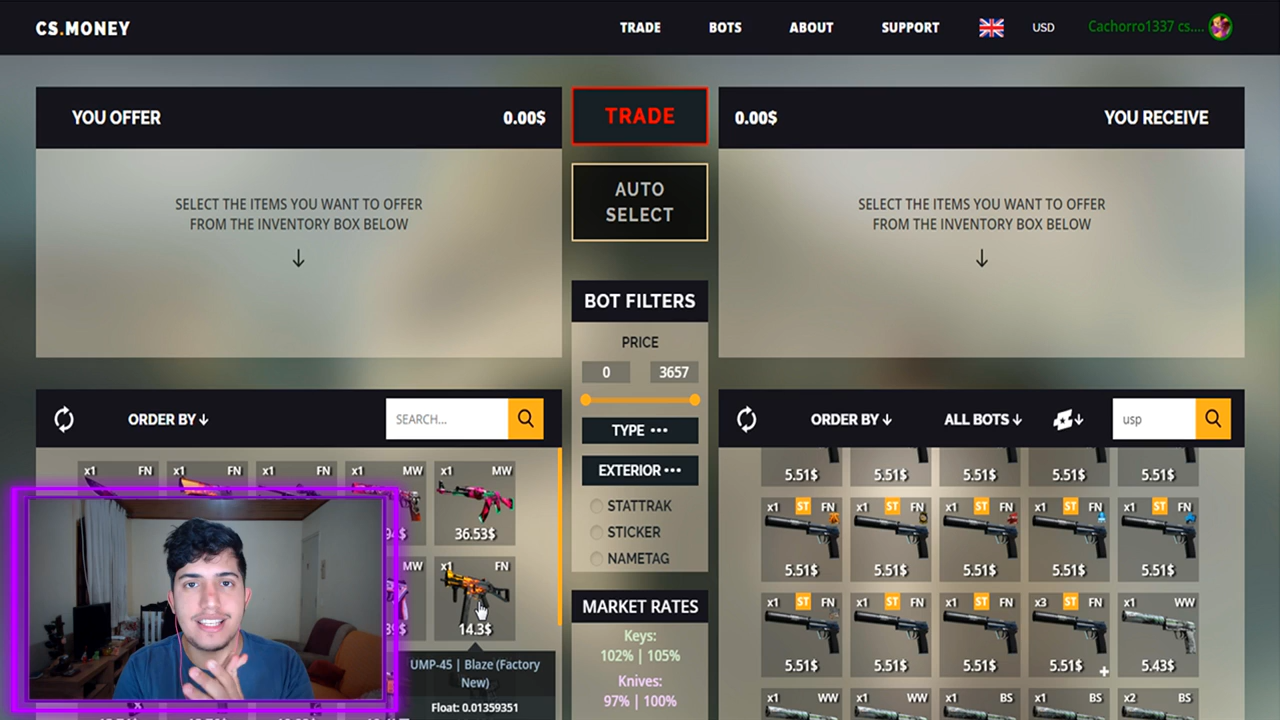 CS.MONEY
TRADE
BOTS
ABOUT
SUPPORT
USD
Cachorro1337 cs....
YOU OFFER
0.00$
SELECT THE ITEMS YOU WANT TO OFFER
FROM THE INVENTORY BOX BELOW
TRADE
AUTO
SELECT
0.00$
YOU RECEIVE
SELECT THE ITEMS YOU WANT TO OFFER
FROM THE INVENTORY BOX BELOW
BOT FILTERS
PRICE
0
3657
TYPE •••
EXTERIOR •••
STATTRAK
STICKER
NAMETAG
MARKET RATES
Keys:
102% | 105%
Knives:
97% | 100%
ORDER BY
SEARCH...
x1 FN x1 FN x1 FN x1 MW x1 MW
36.53$
MW x1 FN
14.3$
UMP-45 | Blaze (Factory
New)
Float: 0.01359351
ORDER BY
ALL BOTS
usp
5.51$ 5.51$ 5.51$ 5.51$ 5.51$
x1 ST FN x1 ST FN x1 ST FN x1 ST FN x1 ST FN
5.51$ 5.51$ 5.51$ 5.51$ 5.51$
x1 ST FN x1 ST FN x1 ST FN x3 ST FN x1 WW
5.51$ 5.51$ 5.51$ 5.51$ 5.43$
x1 WW x1 WW x1 BS x1 BS x2 BS